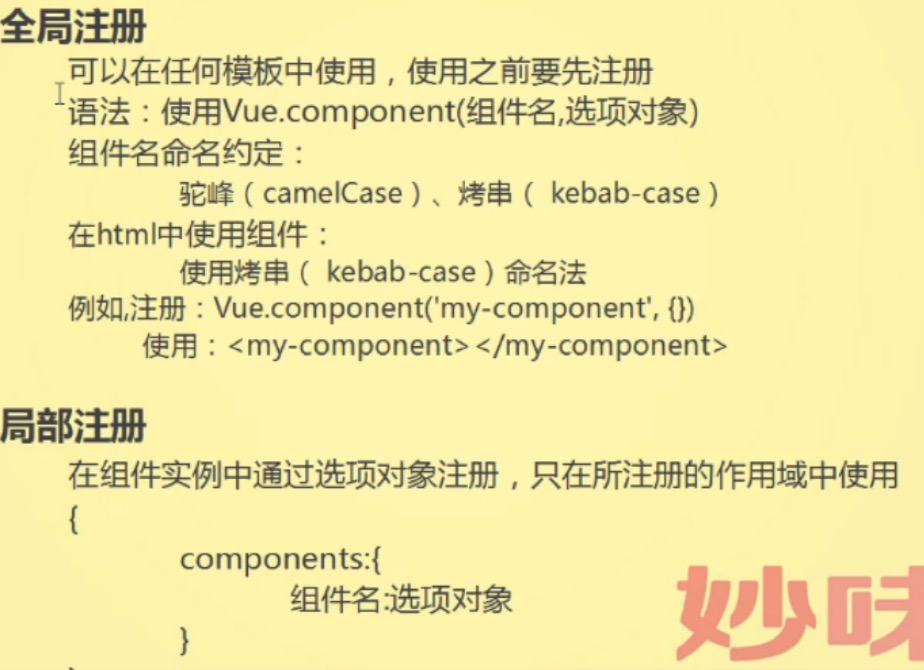 全局注册
可以在任何模板中使用，使用之前要先注册
语法：使用Vue.component(组件名,选项对象)
组件名命名约定：
驼峰（camelCase）、烤串（ kebab-case）
在html中使用组件：
使用烤串（ kebab-case）命名法
例如,注册：Vue.component('my-component', {})
使用：<my-component></my-component>
局部注册
在组件实例中通过选项对象注册，只在所注册的作用域中使用
{
components:{
组件名:选项对象
}
妙味